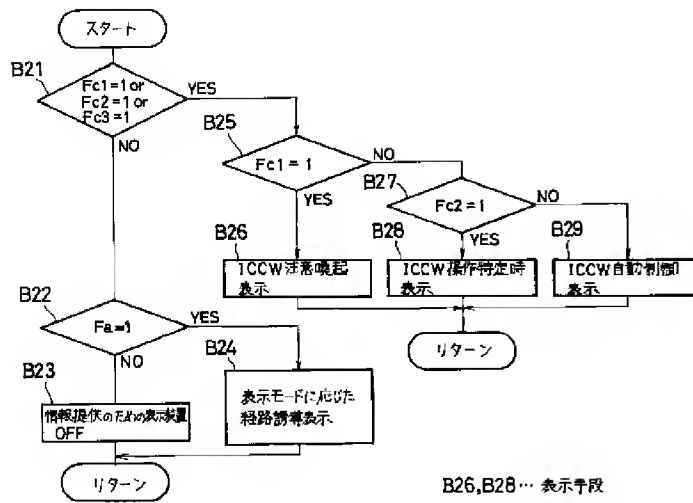 スタート
B21
Fc1=1 or
Fc2=1 or
Fc3=1
YES
NO
B25
Fc1=1
NO
YES
B27
Fc2=1
NO
YES
B26
ICCW注意喚起
表示
B28
ICCW操作特定時
表示
B29
ICCW自動制御
表示
リターン
B22
Fa=1
YES
NO
B23
情報提供のための表示装置
OFF
B24
表示モードに応じた
経路誘導表示
リターン
B26,B28… 表示手段